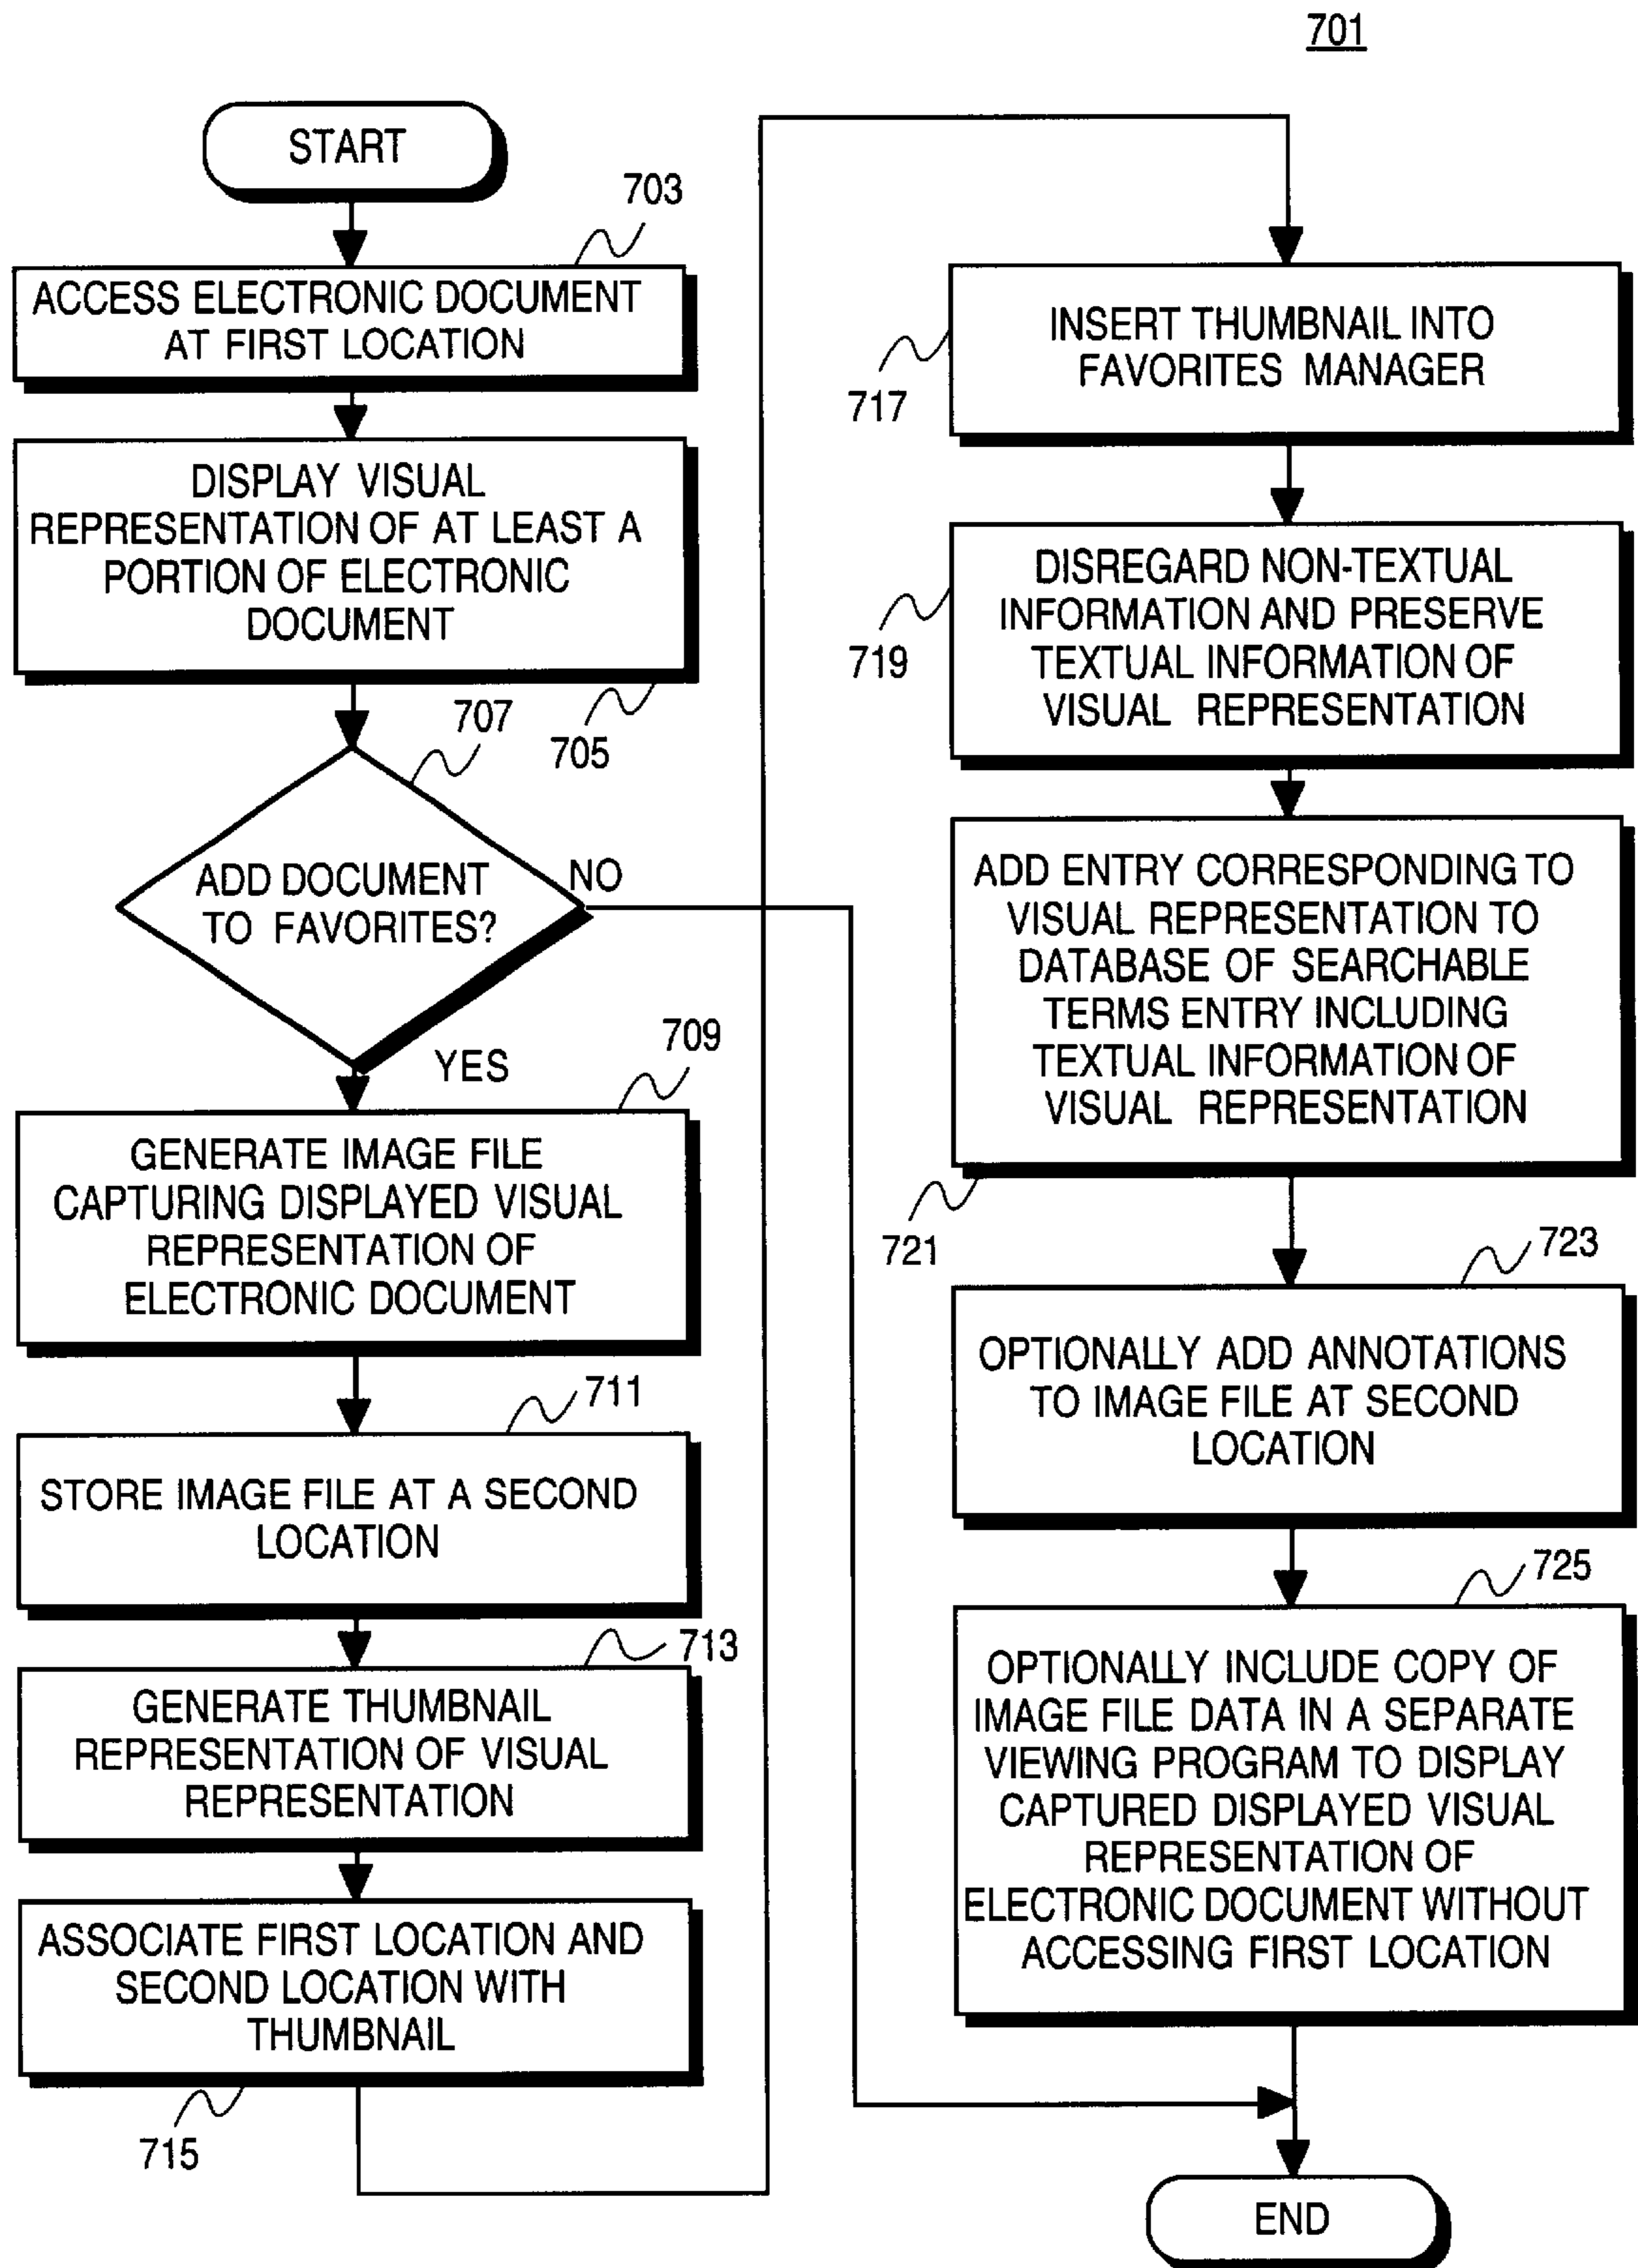 701
START
703
ACCESS ELECTRONIC DOCUMENT
AT FIRST LOCATION
DISPLAY VISUAL
REPRESENTATION OF AT LEAST A
PORTION OF ELECTRONIC
DOCUMENT
705
707
ADD DOCUMENT
TO FAVORITES?
NO
YES
709
GENERATE IMAGE FILE
CAPTURING DISPLAYED VISUAL
REPRESENTATION OF
ELECTRONIC DOCUMENT
711
STORE IMAGE FILE AT A SECOND
LOCATION
713
GENERATE THUMBNAIL
REPRESENTATION OF VISUAL
REPRESENTATION
ASSOCIATE FIRST LOCATION AND
SECOND LOCATION WITH
THUMBNAIL
715
INSERT THUMBNAIL INTO
FAVORITES MANAGER
717
DISREGARD NON-TEXTUAL
INFORMATION AND PRESERVE
TEXTUAL INFORMATION OF
VISUAL REPRESENTATION
719
ADD ENTRY CORRESPONDING TO
VISUAL REPRESENTATION TO
DATABASE OF SEARCHABLE
TERMS ENTRY INCLUDING
TEXTUAL INFORMATION OF
VISUAL REPRESENTATION
721
723
OPTIONALLY ADD ANNOTATIONS
TO IMAGE FILE AT SECOND
LOCATION
725
OPTIONALLY INCLUDE COPY OF
IMAGE FILE DATA IN A SEPARATE
VIEWING PROGRAM TO DISPLAY
CAPTURED DISPLAYED VISUAL
REPRESENTATION OF
ELECTRONIC DOCUMENT WITHOUT
ACCESSING FIRST LOCATION
END